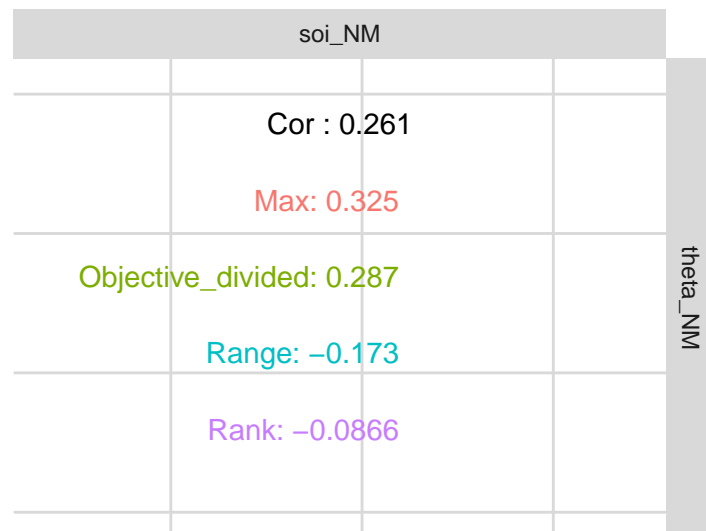 soi_NM
Cor : 0.261
Max: 0.325
Objective_divided: 0.287
Range: −0.173
Rank: −0.0866
theta_NM